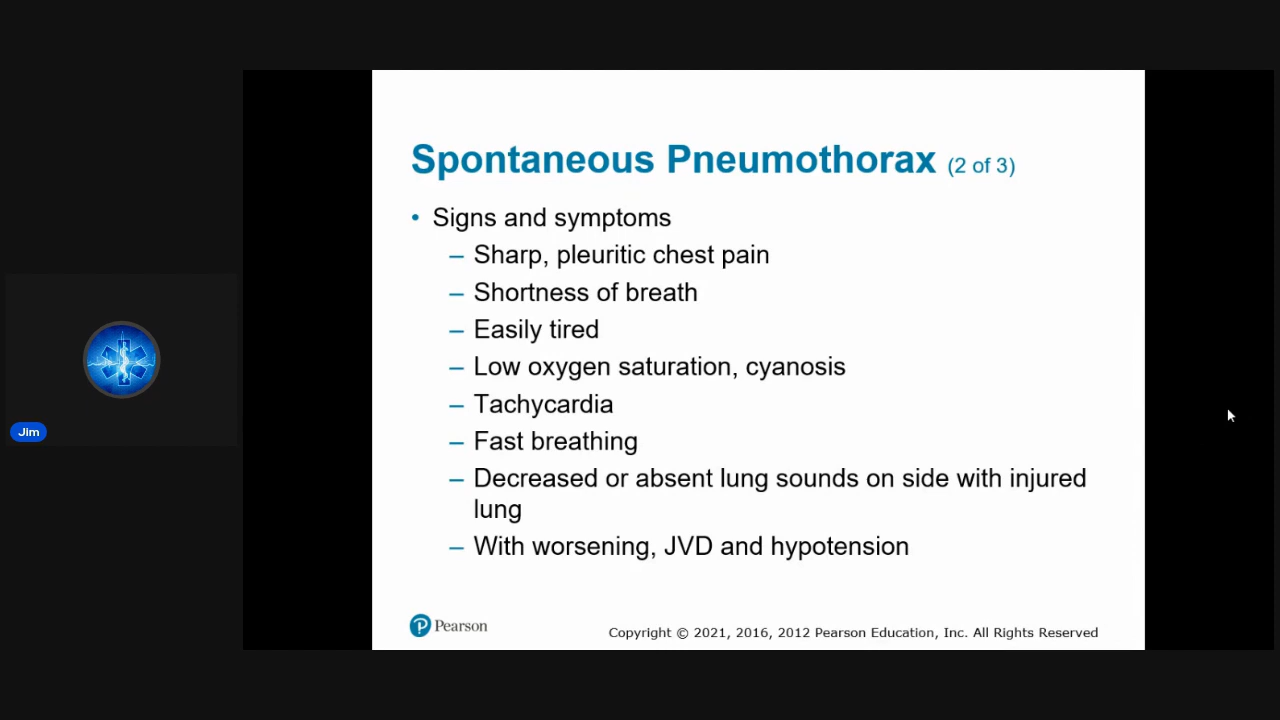 Spontaneous Pneumothorax (2 of 3)
• Signs and symptoms
– Sharp, pleuritic chest pain
– Shortness of breath
– Easily tired
– Low oxygen saturation, cyanosis
– Tachycardia
– Fast breathing
– Decreased or absent lung sounds on side with injured
lung
– With worsening, JVD and hypotension
Jim
Pearson
Copyright © 2021, 2016, 2012 Pearson Education, Inc. All Rights Reserved